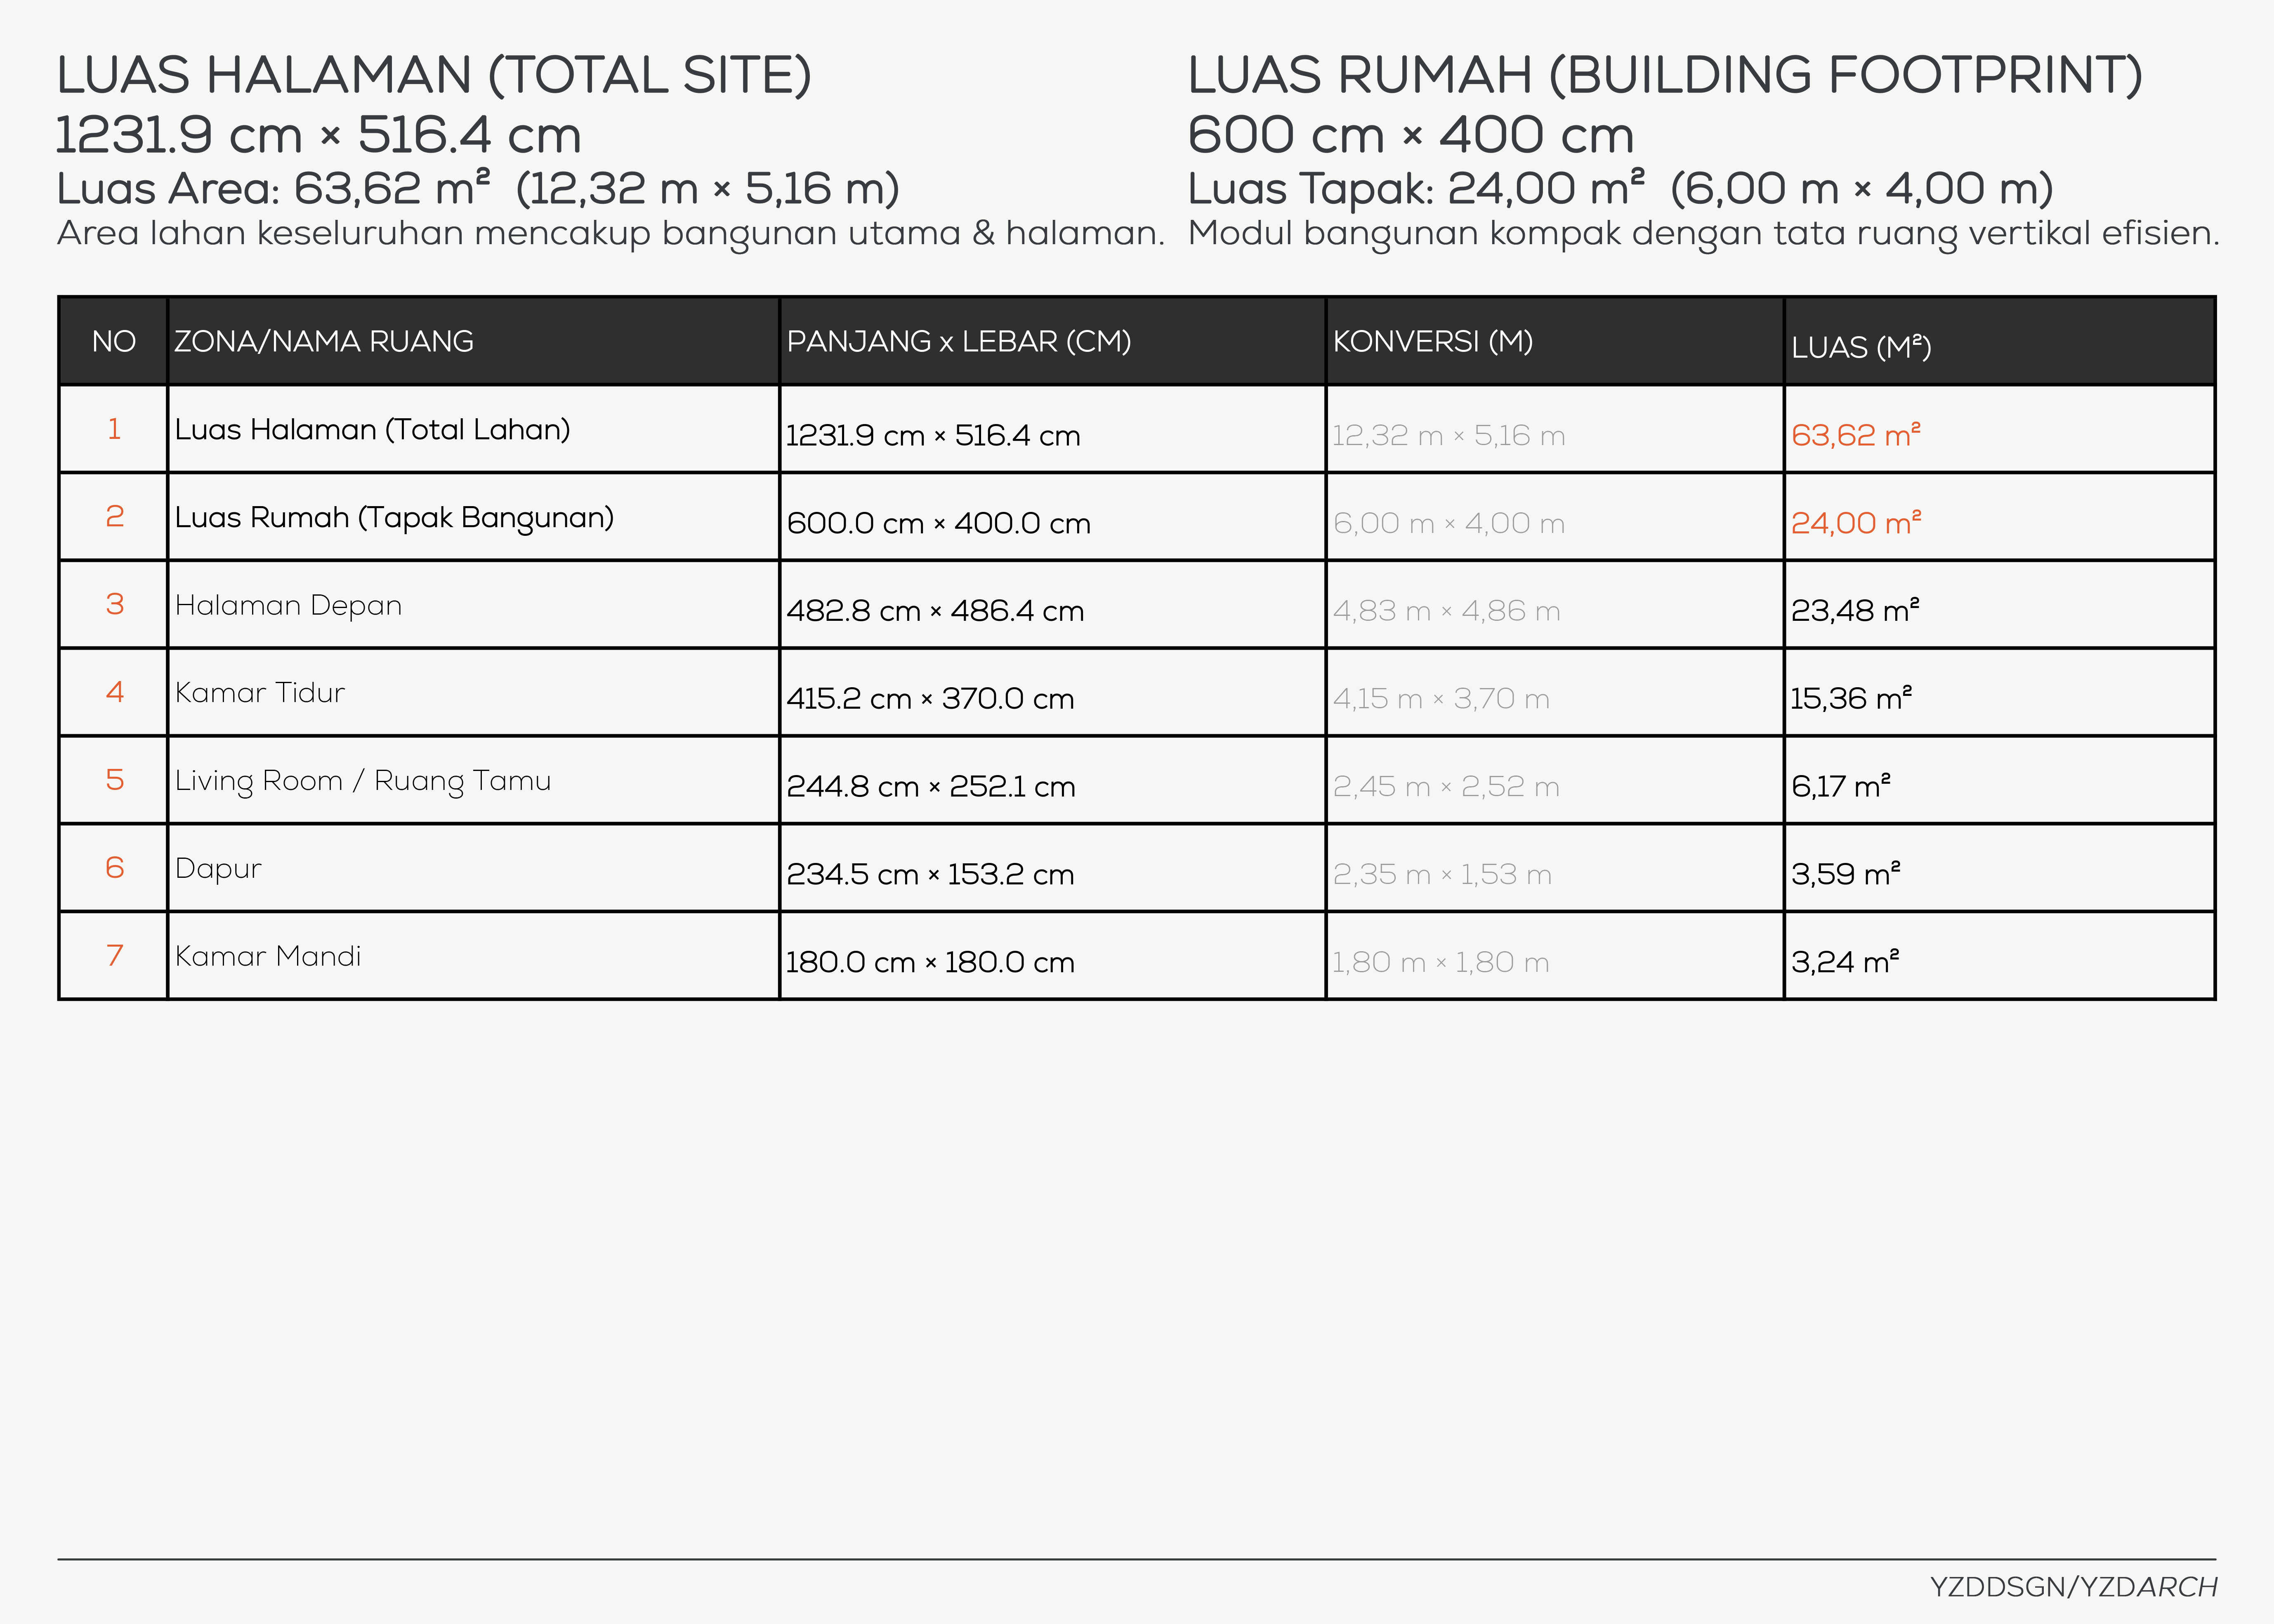 LUAS HALAMAN (TOTAL SITE)
1231.9 cm × 516.4 cm
Luas Area: 63,62 m² (12,32 m × 5,16 m)
Area lahan keseluruhan mencakup bangunan utama & halaman.
LUAS RUMAH (BUILDING FOOTPRINT)
600 cm × 400 cm
Luas Tapak: 24,00 m² (6,00 m × 4,00 m)
Modul bangunan kompak dengan tata ruang vertikal efisien.
NO ZONA/NAMA RUANG PANJANG x LEBAR (CM) KONVERSI (M) LUAS (M²)
1 Luas Halaman (Total Lahan) 1231.9 cm × 516.4 cm 12,32 m × 5,16 m 63,62 m²
2 Luas Rumah (Tapak Bangunan) 600.0 cm × 400.0 cm 6,00 m × 4,00 m 24,00 m²
3 Halaman Depan 482.8 cm × 486.4 cm 4,83 m × 4,86 m 23,48 m²
4 Kamar Tidur 415.2 cm × 370.0 cm 4,15 m × 3,70 m 15,36 m²
5 Living Room / Ruang Tamu 244.8 cm × 252.1 cm 2,45 m × 2,52 m 6,17 m²
6 Dapur 234.5 cm × 153.2 cm 2,35 m × 1,53 m 3,59 m²
7 Kamar Mandi 180.0 cm × 180.0 cm 1,80 m × 1,80 m 3,24 m²
YZDDSGN/YZDARCH